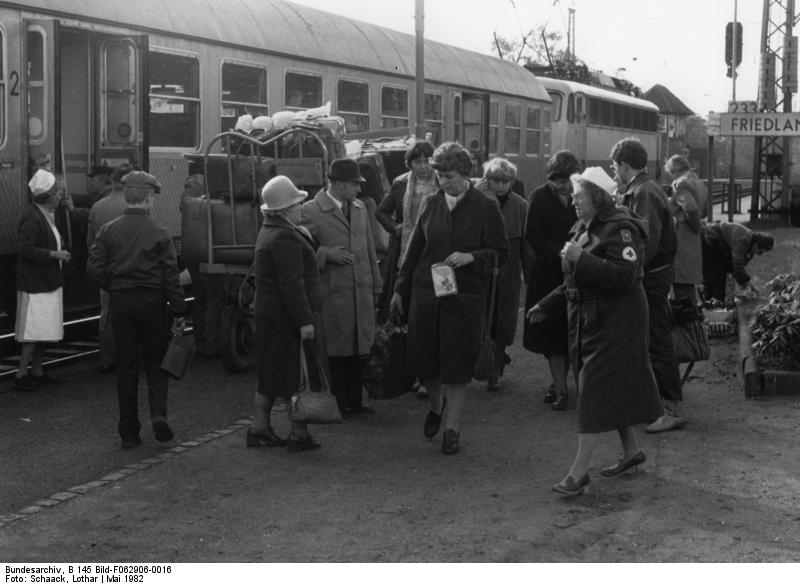 2
233
FRIEDLAN
Bundesarchiv, B 145 Bild-F062906-0016
Foto: Schaack, Lothar | Mai 1982